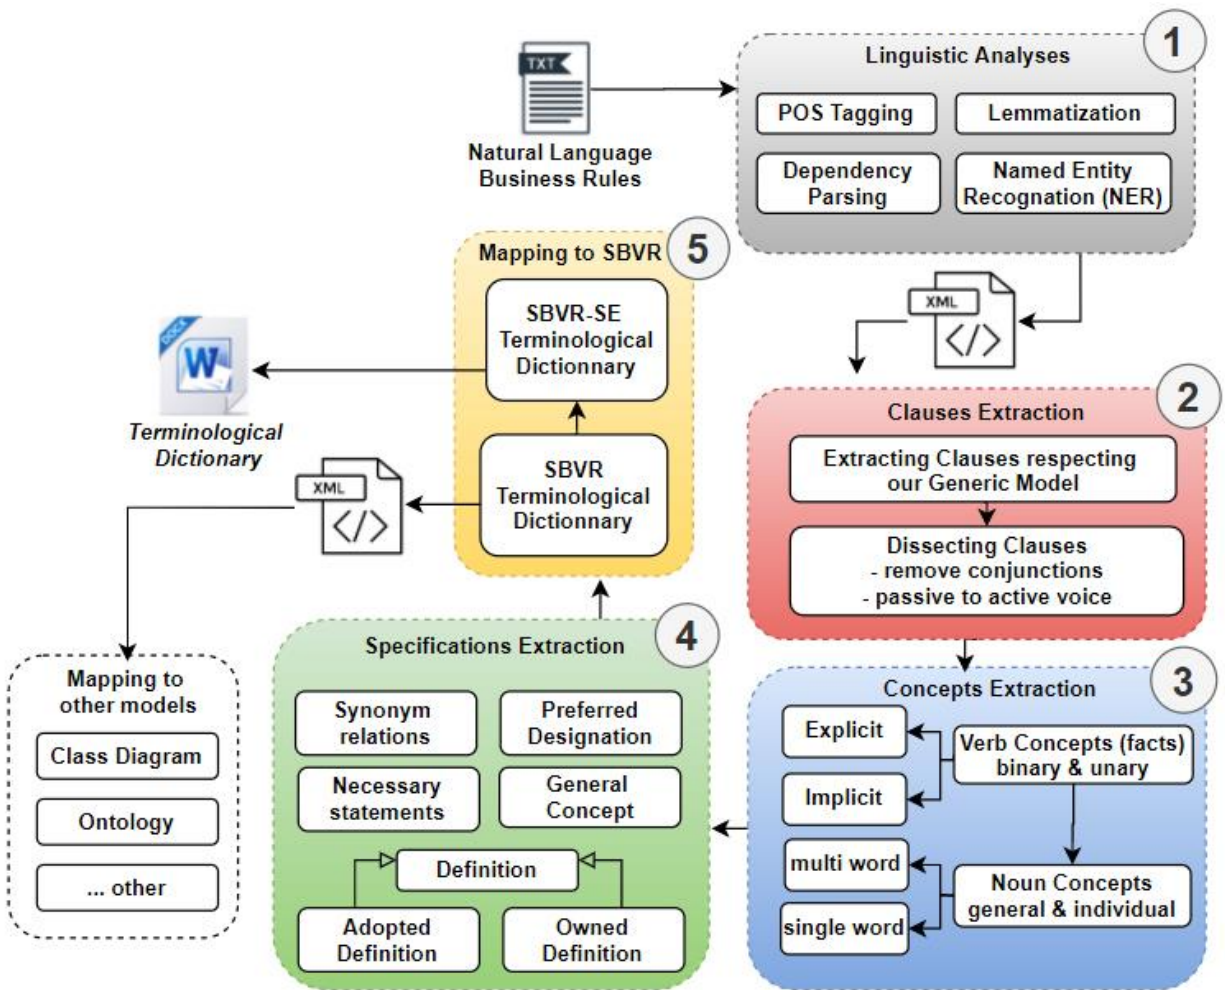 1
Linguistic Analyses
POS Tagging
Lemmatization
Dependency
Parsing
Named Entity
Recognation (NER)
TXT
Natural Language
Business Rules
XML
</>
2
Clauses Extraction
Extracting Clauses respecting
our Generic Model
Dissecting Clauses
- remove conjunctions
- passive to active voice
3
Concepts Extraction
Explicit
Implicit
Verb Concepts (facts)
binary & unary
multi word
single word
Noun Concepts
general & individual
4
Specifications Extraction
Synonym
relations
Preferred
Designation
Necessary
statements
General
Concept
Definition
Adopted
Definition
Owned
Definition
5
Mapping to SBVR
SBVR-SE
Terminological
Dictionnary
SBVR
Terminological
Dictionnary
DOCX
W
Terminological
Dictionary
XML
</>
Mapping to
other models
Class Diagram
Ontology
... other